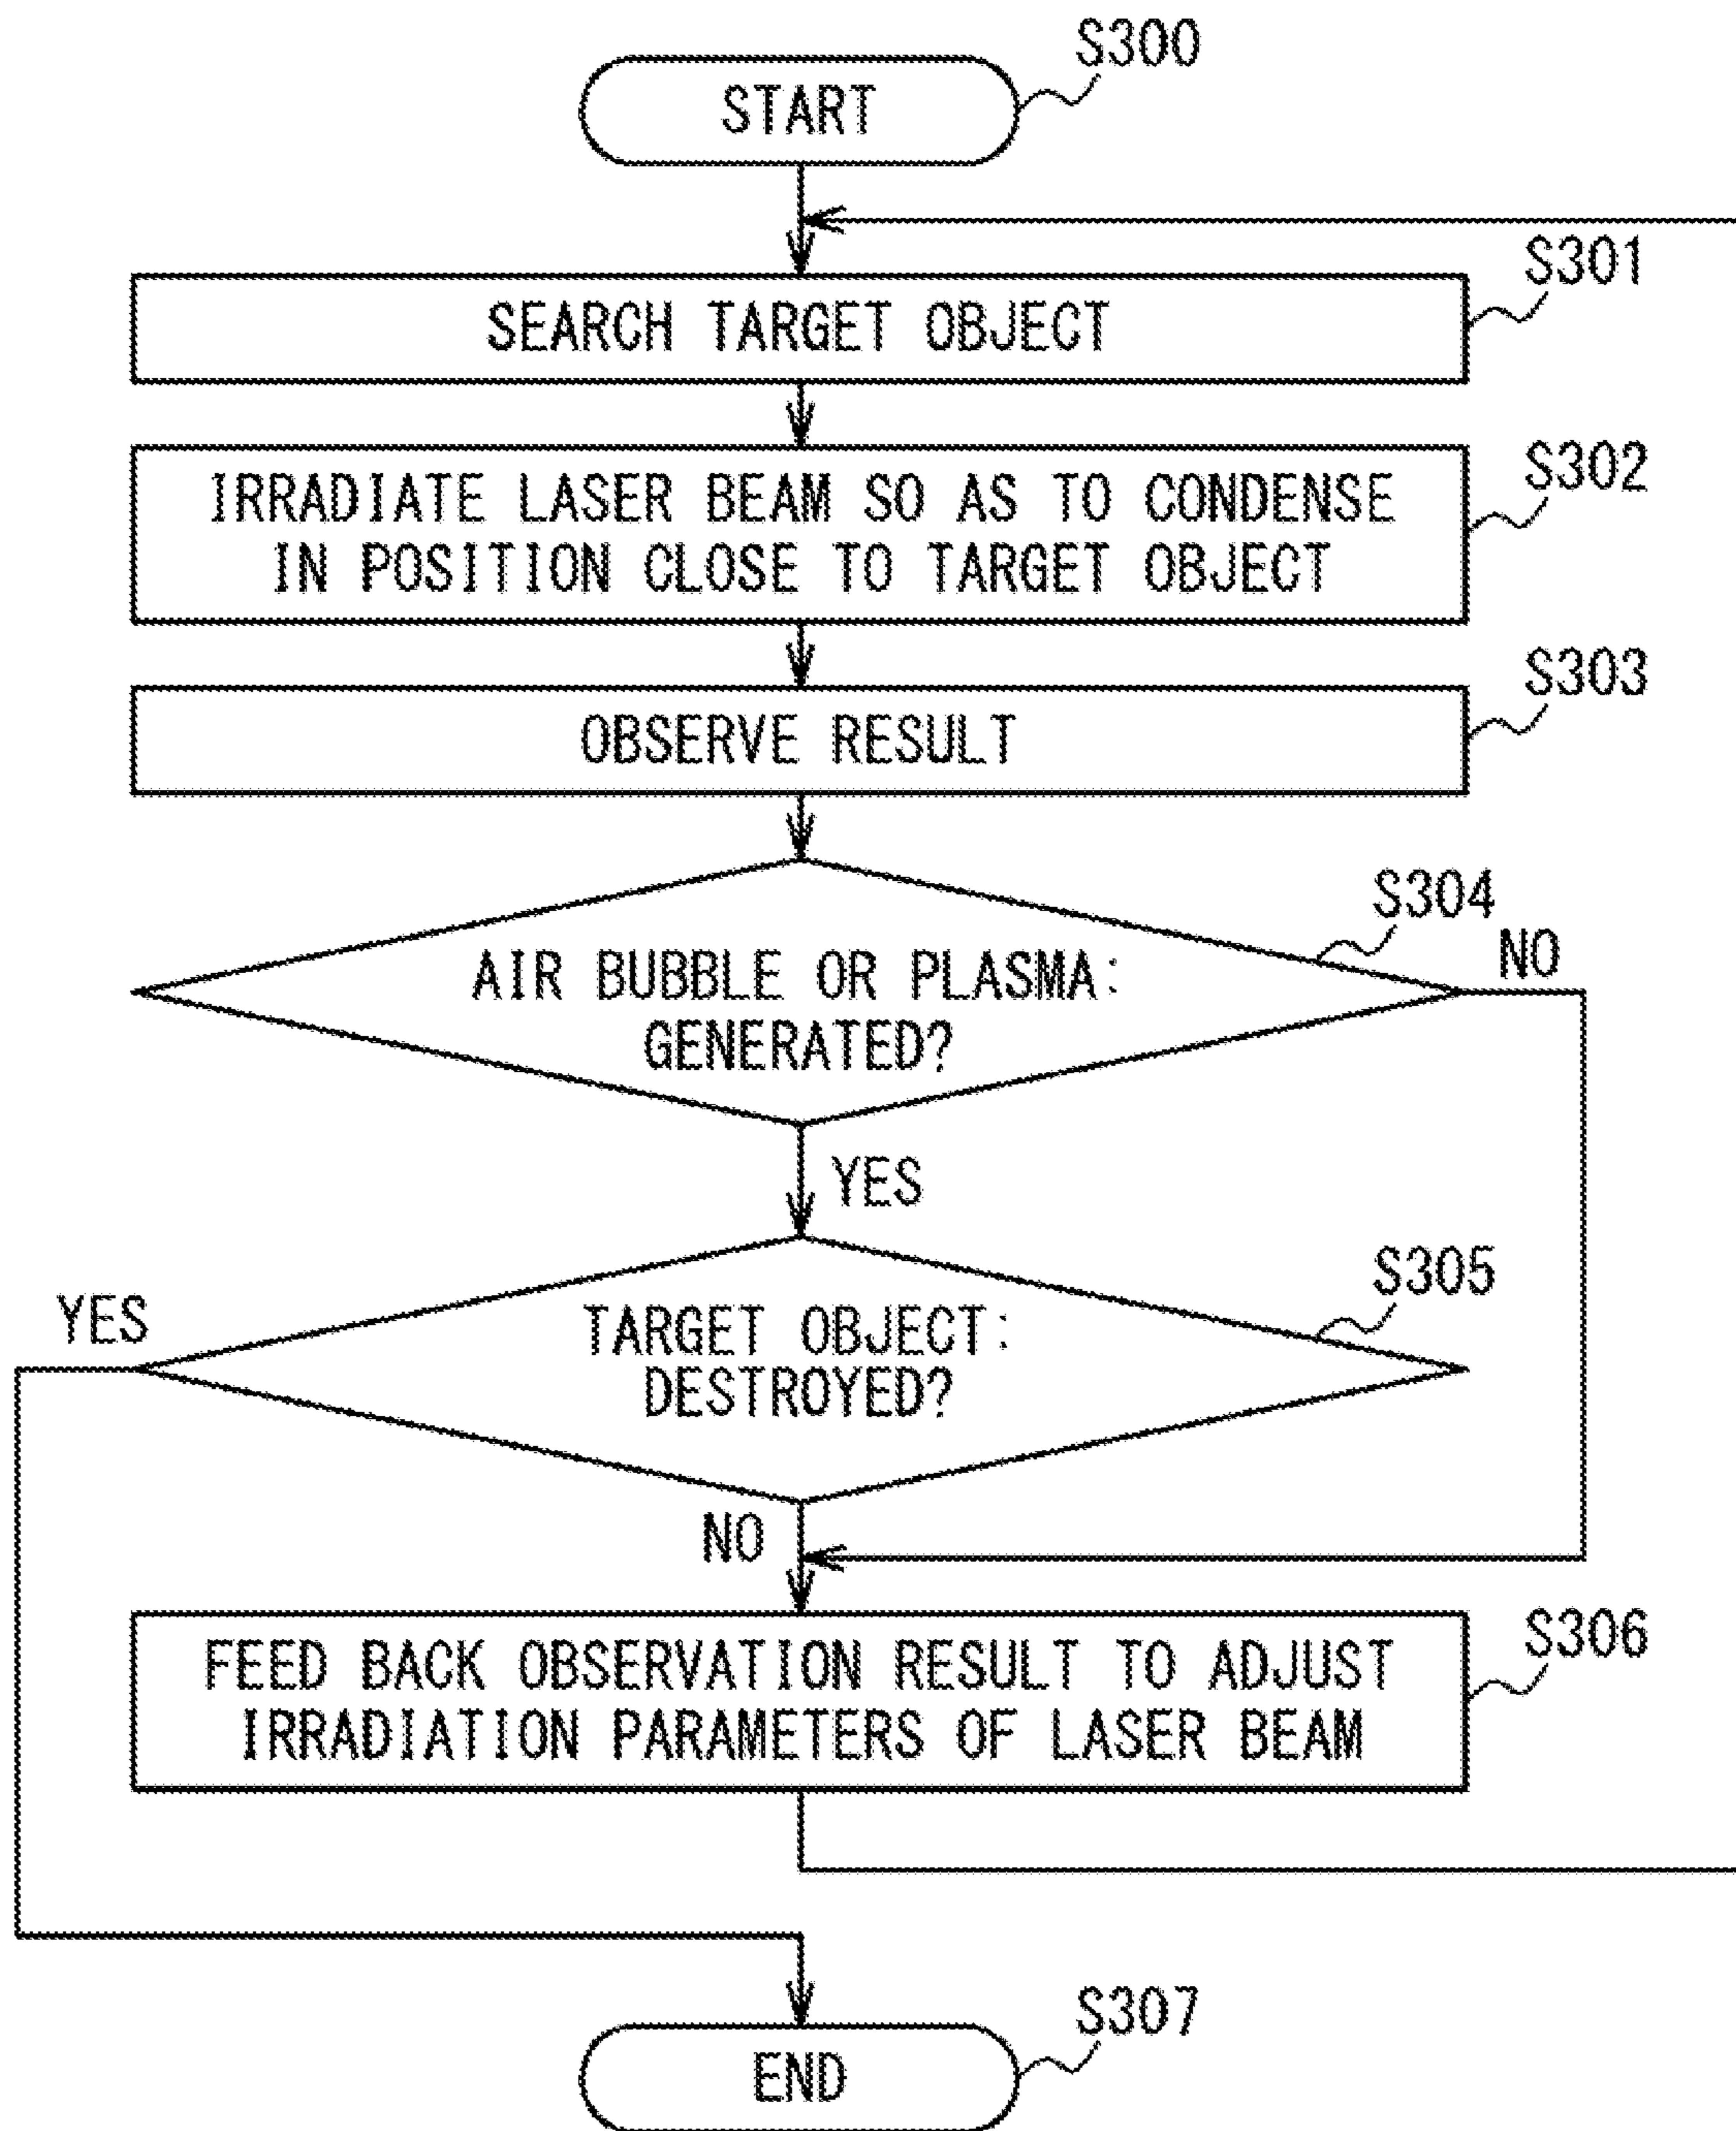 S300
START
S301
SEARCH TARGET OBJECT
S302
IRRADIATE LASER BEAM SO AS TO CONDENSE
IN POSITION CLOSE TO TARGET OBJECT
S303
OBSERVE RESULT
S304
NO
AIR BUBBLE OR PLASMA:
GENERATED?
YES
S305
YES
TARGET OBJECT:
DESTROYED?
NO
S306
FEED BACK OBSERVATION RESULT TO ADJUST
IRRADIATION PARAMETERS OF LASER BEAM
S307
END